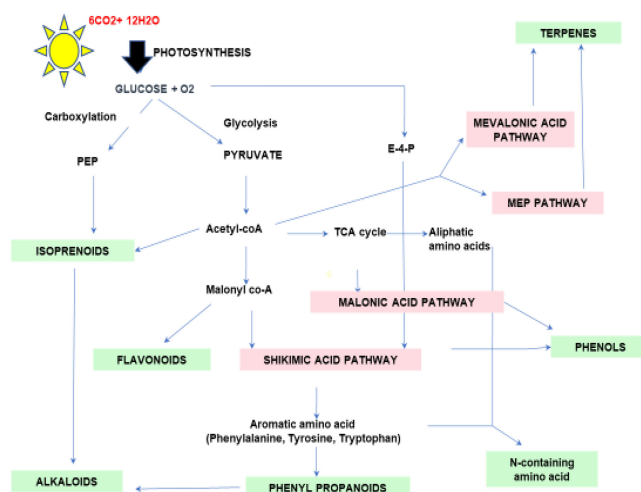 6CO2+ 12H2O
PHOTOSYNTHESIS
GLUCOSE + O2
TERPENES
Carboxylation
Glycolysis
MEVALONIC ACID
PATHWAY
PEP
PYRUVATE
E-4-P
MEP PATHWAY
Acetyl-coA
TCA cycle
Aliphatic
amino acids
ISOPRENOIDS
Malonyl co-A
MALONIC ACID PATHWAY
FLAVONOIDS
SHIKIMIC ACID PATHWAY
PHENOLS
Aromatic amino acid
(Phenylalanine, Tyrosine, Tryptophan)
N-containing
amino acid
ALKALOIDS
PHENYL PROPANOIDS